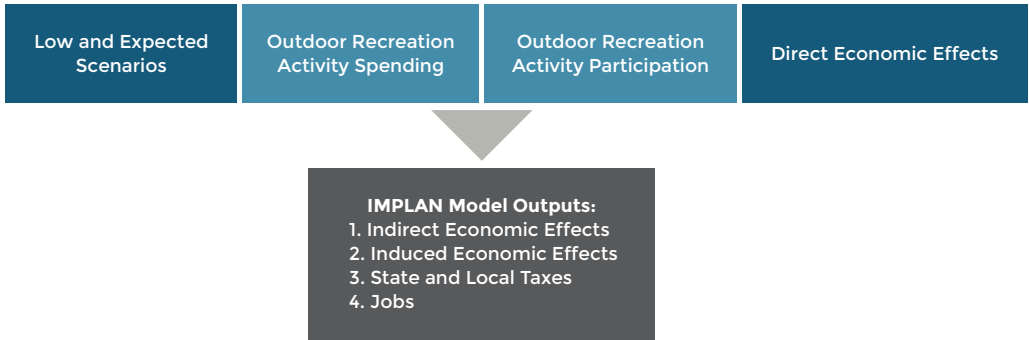 Low and Expected
Scenarios
Outdoor Recreation
Activity Spending
Outdoor Recreation
Activity Participation
Direct Economic Effects
IMPLAN Model Outputs:
1. Indirect Economic Effects
2. Induced Economic Effects
3. State and Local Taxes
4. Jobs